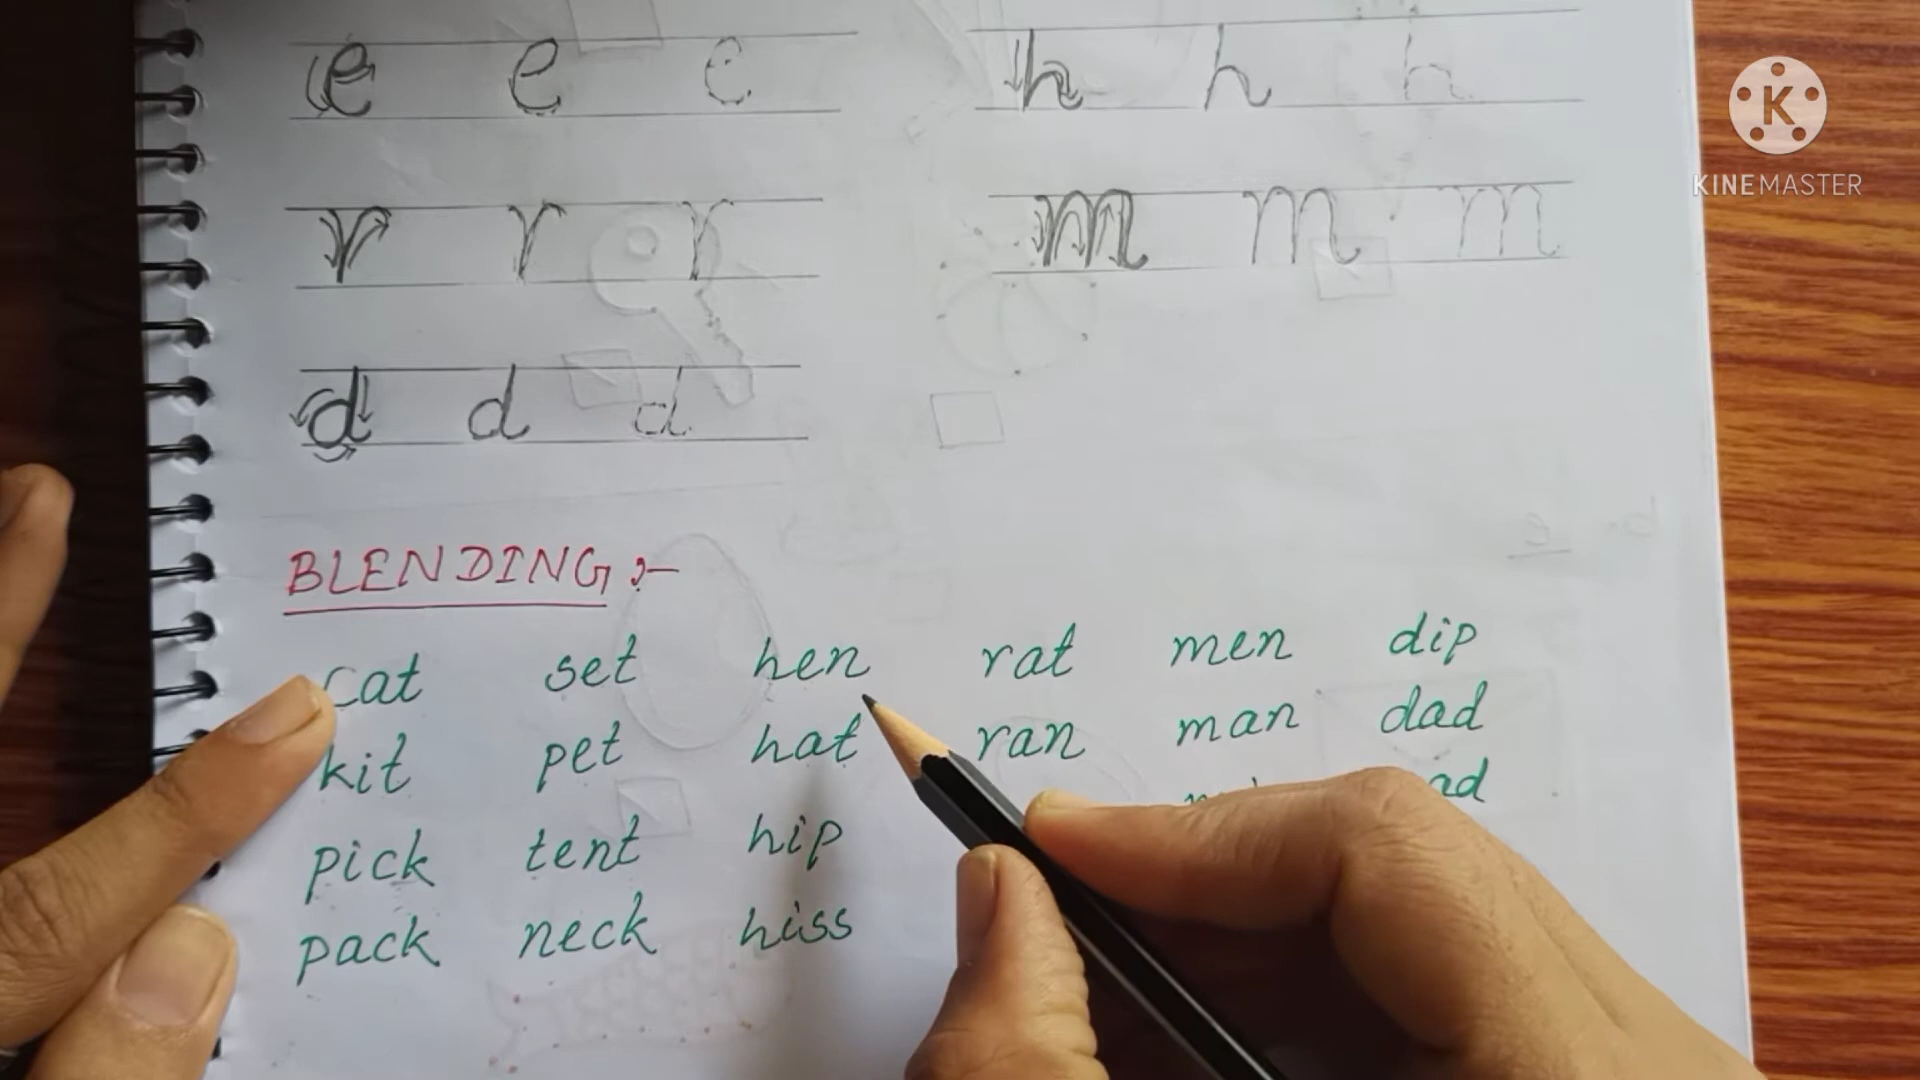 e e e h h h
r r r m m m
d d d
BLENDING :-
cat set hen rat men dip
kit pet hat ran man dad
pick tent hip
pack neck hiss
K
KINEMASTER